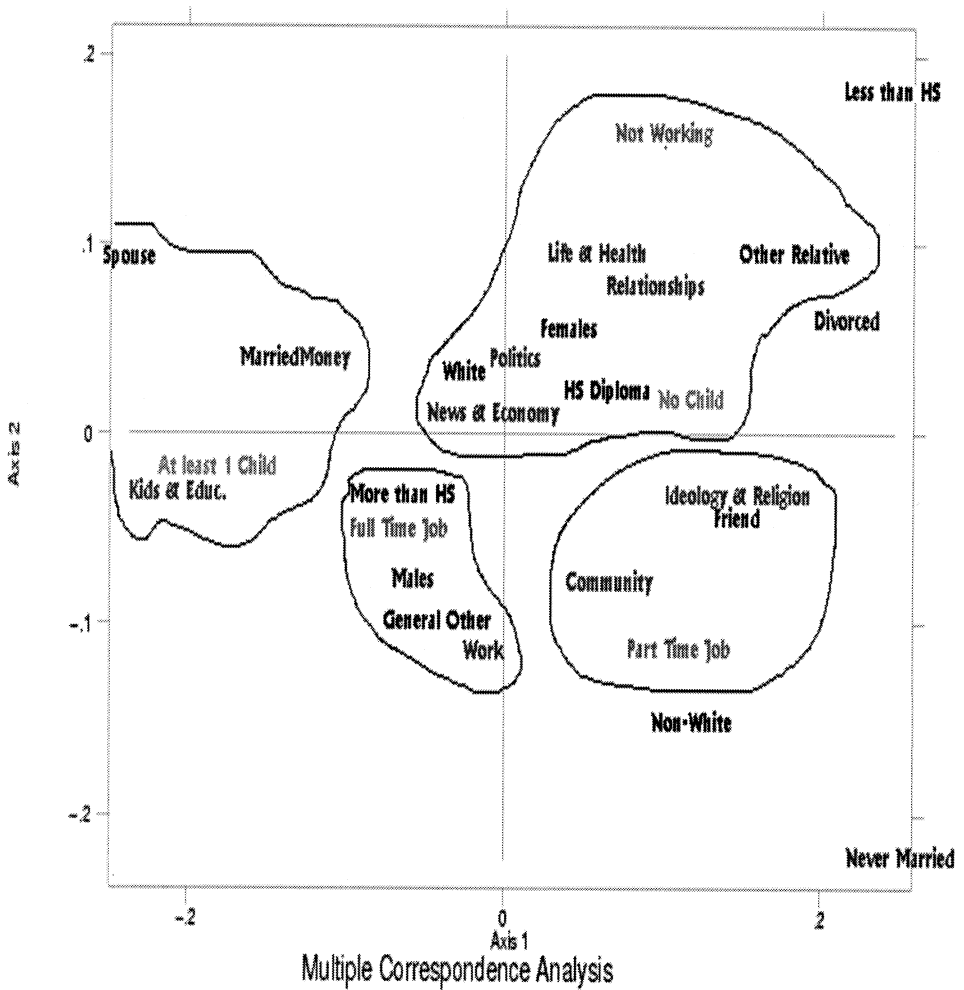 .2
Less than HS
Not Working
.1
Spouse
Life & Health
Other Relative
Relationships
Divorced
Females
MarriedMoney
Politics
White
HS Diploma
No Child
News & Economy
0
Axis 2
At least 1 Child
Kids & Educ.
More than HS
Ideology & Religion
Friend
Full Time Job
Males
Community
General Other
-.1
Work
Part Time Job
Non-White
-.2
Never Married
-.2
0
.2
Axis 1
Multiple Correspondence Analysis